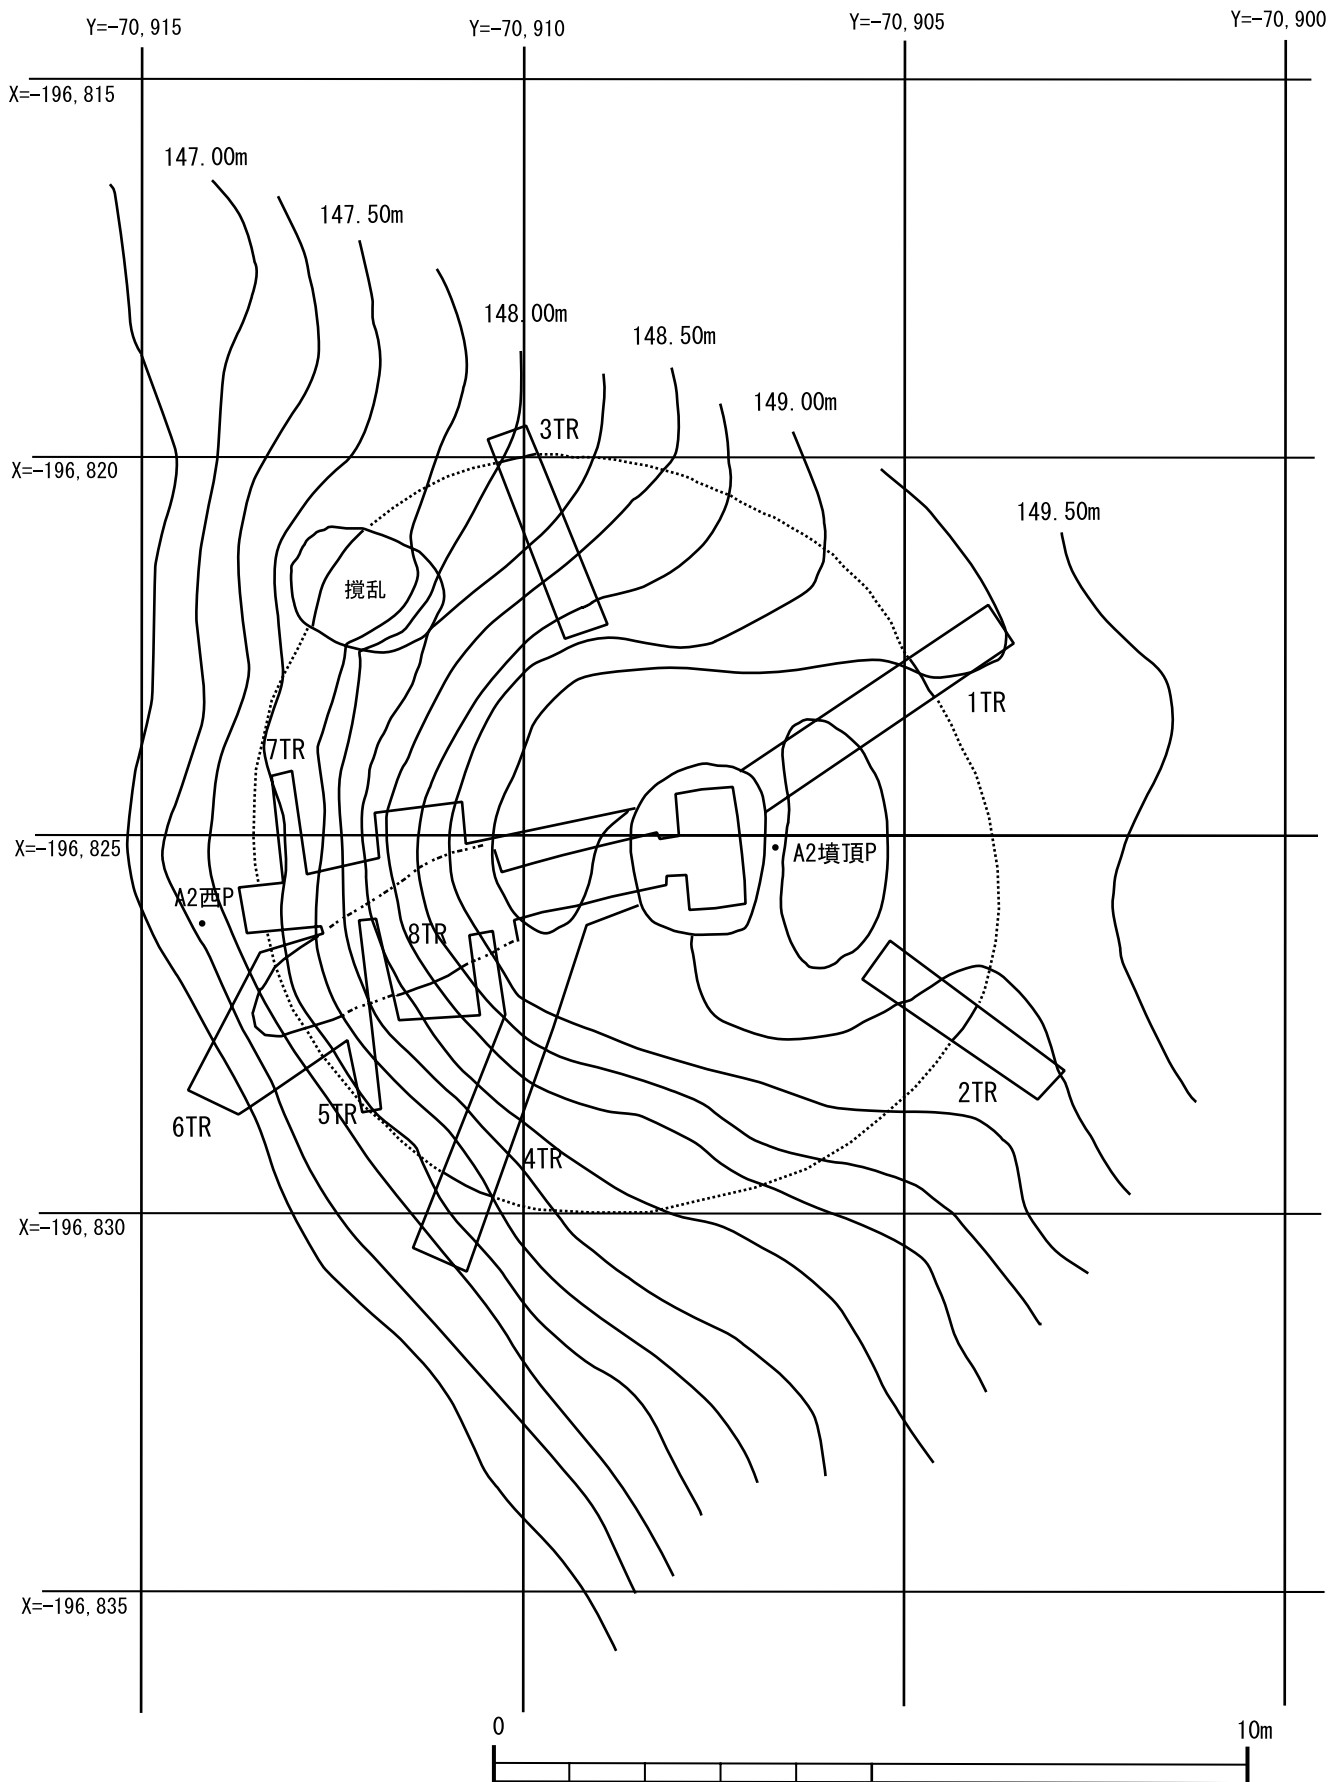 Y=-70,915
Y=-70,910
Y=-70,905
Y=-70,900
X=-196,815
147.00m
147.50m
148.00m
148.50m
149.00m
3TR
X=-196,820
149.50m
撹乱
1TR
7TR
X=-196,825
A2墳頂P
A2西P
8TR
2TR
5TR
6TR
4TR
X=-196,830
X=-196,835
0
10m